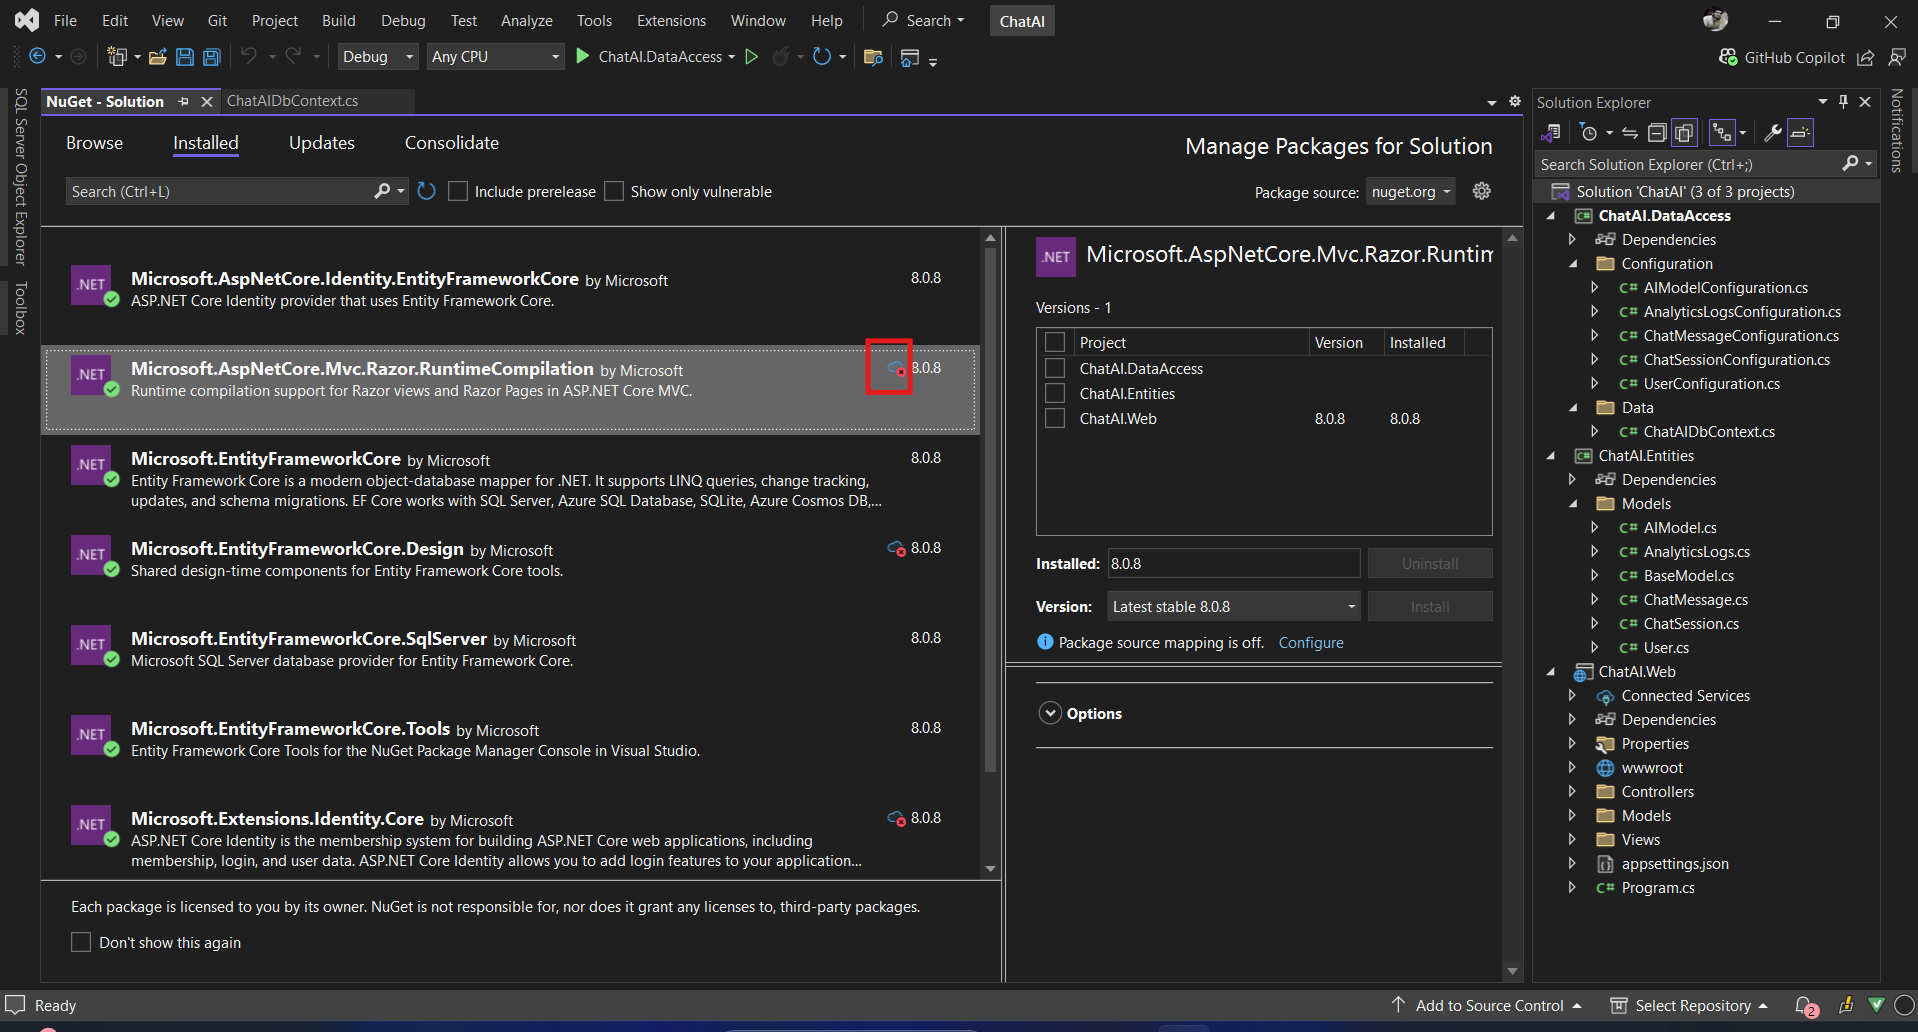 File Edit View Git Project Build Debug Test Analyze Tools Extensions Window Help Search ChatAI
Debug Any CPU ChatAI.DataAccess GitHub Copilot
SQL Server Object Explorer
Toolbox
NuGet - Solution ChatAIDbContext.cs
Browse Installed Updates Consolidate
Manage Packages for Solution
Search (Ctrl+L) Include prerelease Show only vulnerable
Package source: nuget.org
.NET
Microsoft.AspNetCore.Identity.EntityFrameworkCore by Microsoft 8.0.8
ASP.NET Core Identity provider that uses Entity Framework Core.
.NET
Microsoft.AspNetCore.Mvc.Razor.RuntimeCompilation by Microsoft 8.0.8
Runtime compilation support for Razor views and Razor Pages in ASP.NET Core MVC.
.NET
Microsoft.EntityFrameworkCore by Microsoft 8.0.8
Entity Framework Core is a modern object-database mapper for .NET. It supports LINQ queries, change tracking,
updates, and schema migrations. EF Core works with SQL Server, Azure SQL Database, SQLite, Azure Cosmos DB,...
.NET
Microsoft.EntityFrameworkCore.Design by Microsoft 8.0.8
Shared design-time components for Entity Framework Core tools.
.NET
Microsoft.EntityFrameworkCore.SqlServer by Microsoft 8.0.8
Microsoft SQL Server database provider for Entity Framework Core.
.NET
Microsoft.EntityFrameworkCore.Tools by Microsoft 8.0.8
Entity Framework Core Tools for the NuGet Package Manager Console in Visual Studio.
.NET
Microsoft.Extensions.Identity.Core by Microsoft 8.0.8
ASP.NET Core Identity is the membership system for building ASP.NET Core web applications, including
membership, login, and user data. ASP.NET Core Identity allows you to add login features to your application...
Each package is licensed to you by its owner. NuGet is not responsible for, nor does it grant any licenses to, third-party packages.
Don't show this again
.NET
Microsoft.AspNetCore.Mvc.Razor.Runtim
Versions - 1
Project Version Installed
ChatAI.DataAccess
ChatAI.Entities
ChatAI.Web 8.0.8 8.0.8
Installed: 8.0.8 Uninstall
Version: Latest stable 8.0.8 Install
Package source mapping is off. Configure
Options
Solution Explorer
Search Solution Explorer (Ctrl+;)
Solution 'ChatAI' (3 of 3 projects)
C# ChatAI.DataAccess
Dependencies
Configuration
C# AIModelConfiguration.cs
C# AnalyticsLogsConfiguration.cs
C# ChatMessageConfiguration.cs
C# ChatSessionConfiguration.cs
C# UserConfiguration.cs
Data
C# ChatAIDbContext.cs
C# ChatAI.Entities
Dependencies
Models
C# AIModel.cs
C# AnalyticsLogs.cs
C# BaseModel.cs
C# ChatMessage.cs
C# ChatSession.cs
C# User.cs
ChatAI.Web
Connected Services
Dependencies
Properties
wwwroot
Controllers
Models
Views
appsettings.json
C# Program.cs
Notifications
Ready
Add to Source Control Select Repository 2